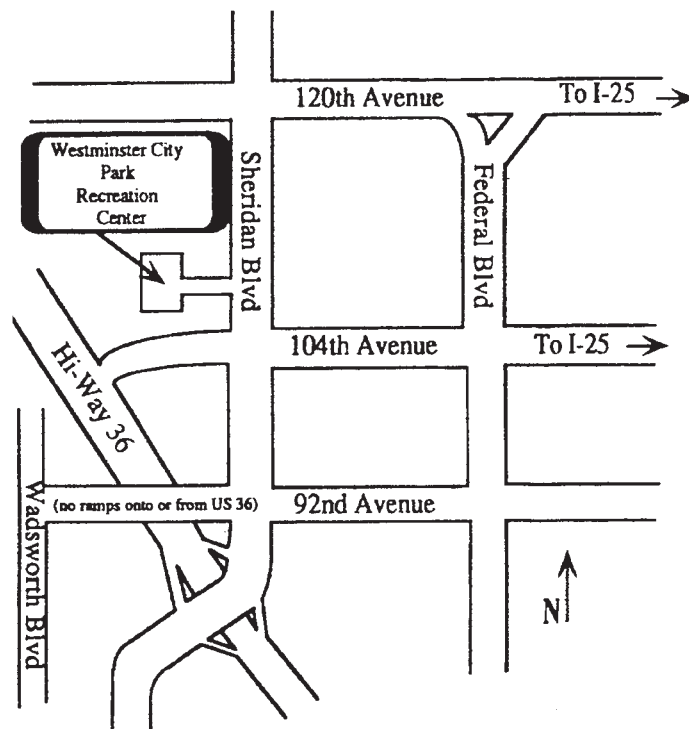 120th Avenue
To I-25
Westminster City
Park
Recreation
Center
Sheridan Blvd
Federal Blvd
104th Avenue
To I-25
Hi-Way 36
Wadsworth Blvd
(no ramps onto or from US 36)
92nd Avenue
N